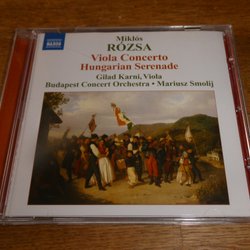 NAXOS
Miklós
RÓZSA
Viola Concerto
Hungarian Serenade
Gilad Karni, Viola
Budapest Concert Orchestra • Mariusz Smolij